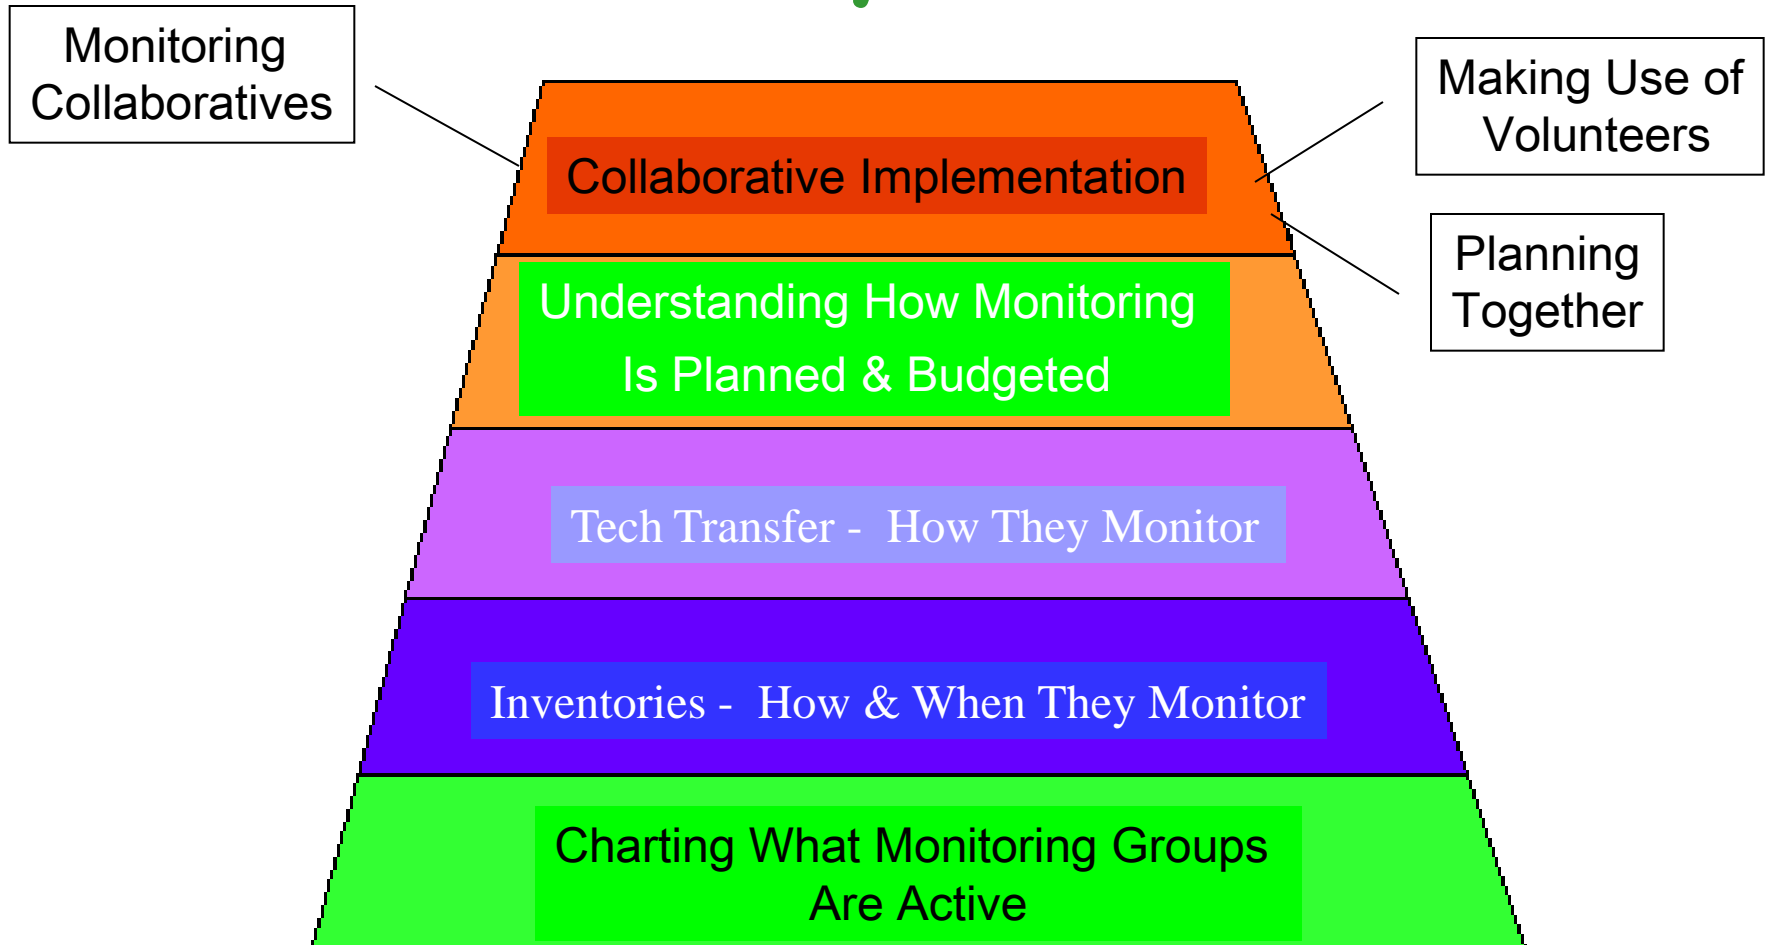 Monitoring
Collaboratives
Making Use of
Volunteers
Collaborative Implementation
Planning
Together
Understanding How Monitoring
Is Planned & Budgeted
Tech Transfer -  How They Monitor
Inventories -  How & When They Monitor
Charting What Monitoring Groups
Are Active